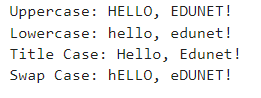 Uppercase: HELLO, EDUNET!
Lowercase: hello, edunet!
Title Case: Hello, Edunet!
Swap Case: hELLO, eDUNET!